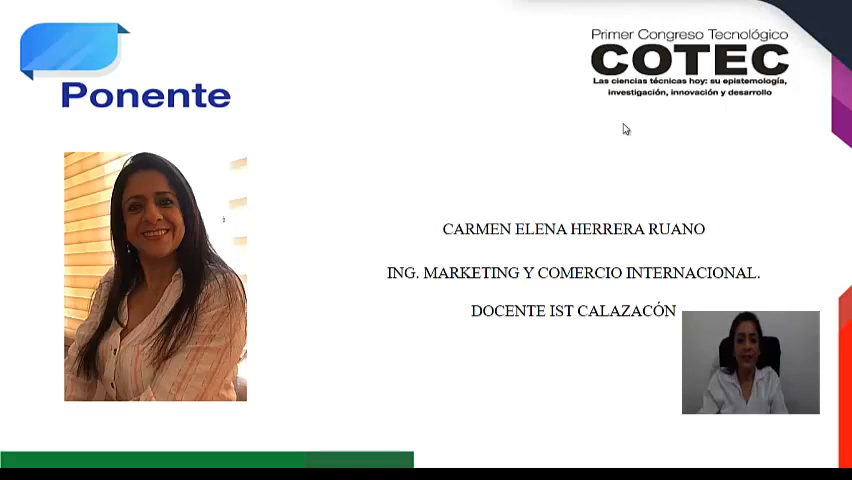 Primer Congreso Tecnológico
COTEC
Las ciencias técnicas hoy: su epistemología,
investigación, innovación y desarrollo
Ponente
CARMEN ELENA HERRERA RUANO
ING. MARKETING Y COMERCIO INTERNACIONAL.
DOCENTE IST CALAZACÓN